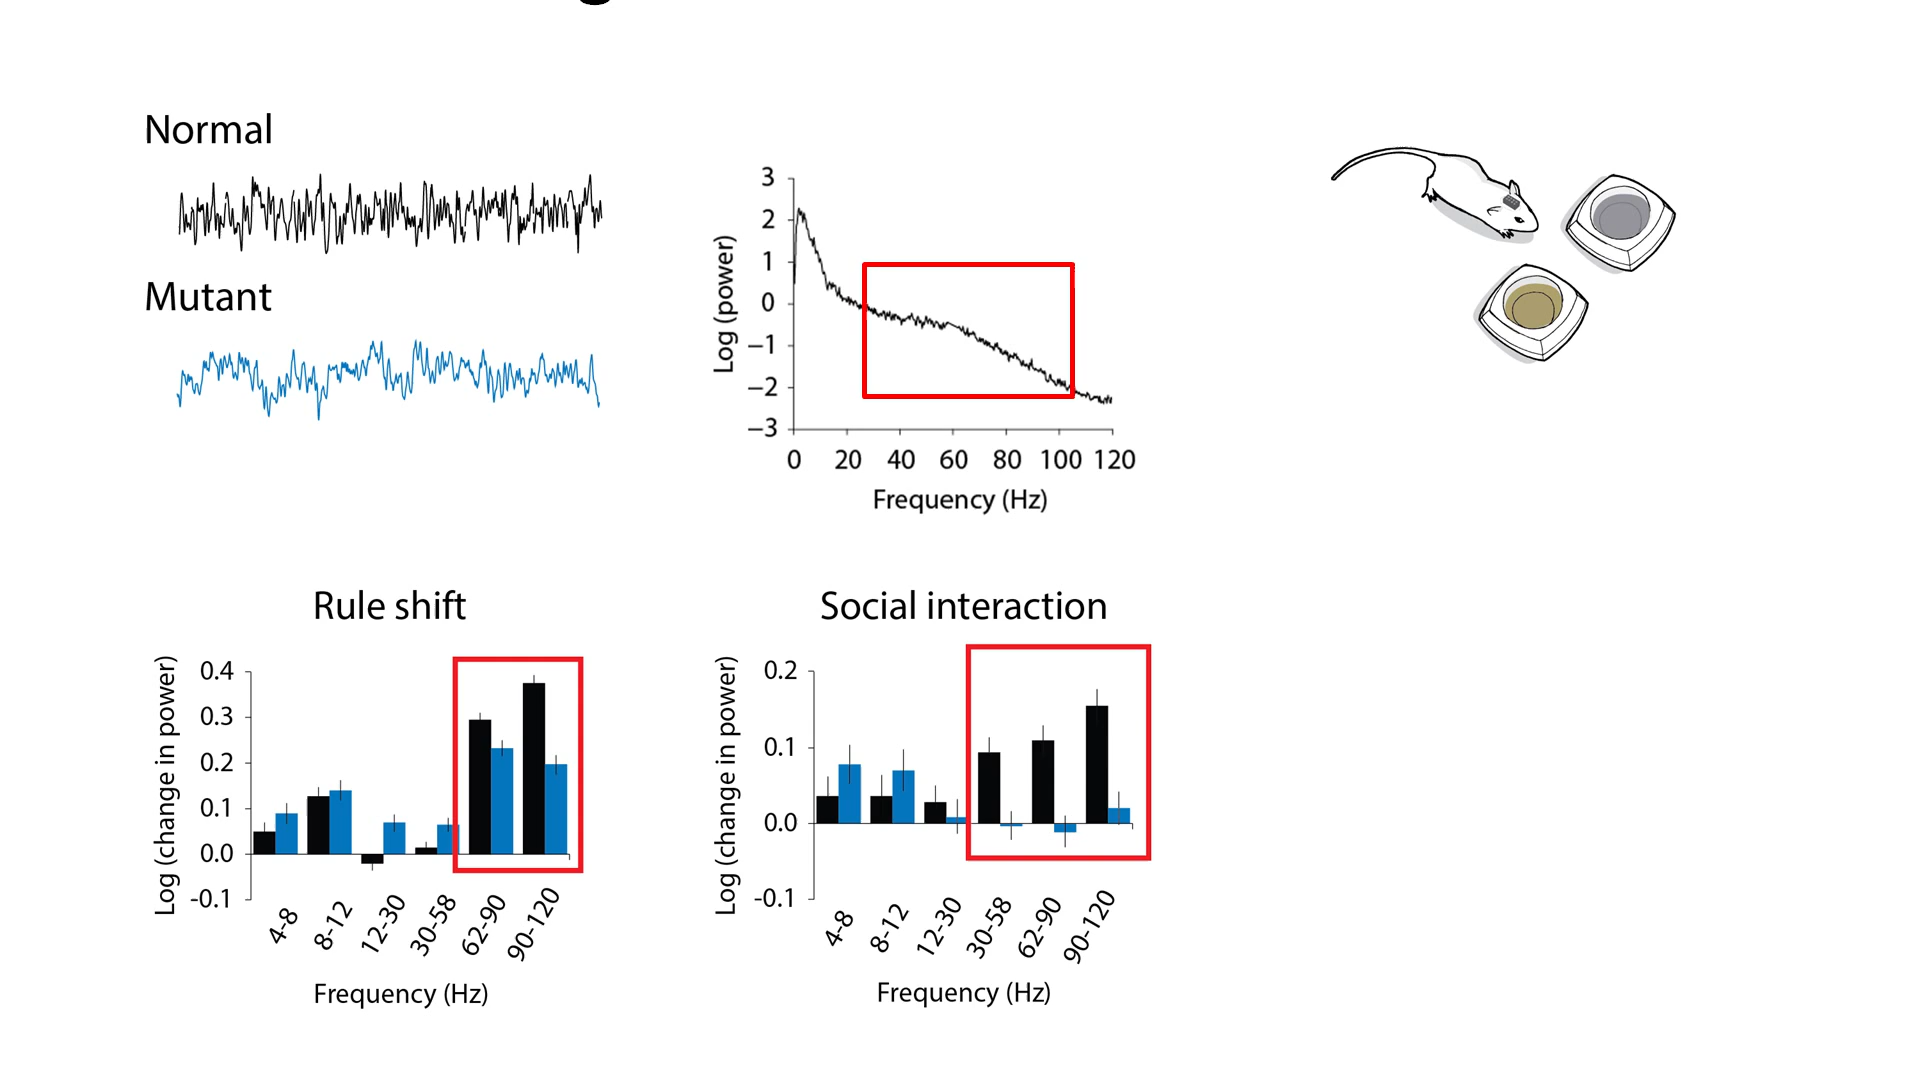 Normal
Mutant
3
2
1
0
−1
−2
−3
Log (power)
0 20 40 60 80 100 120
Frequency (Hz)
Rule shift
0.4
0.3
0.2
0.1
0.0
-0.1
Log (change in power)
4-8 8-12 12-30 30-58 62-90 90-120
Frequency (Hz)
Social interaction
0.2
0.1
0.0
-0.1
Log (change in power)
4-8 8-12 12-30 30-58 62-90 90-120
Frequency (Hz)